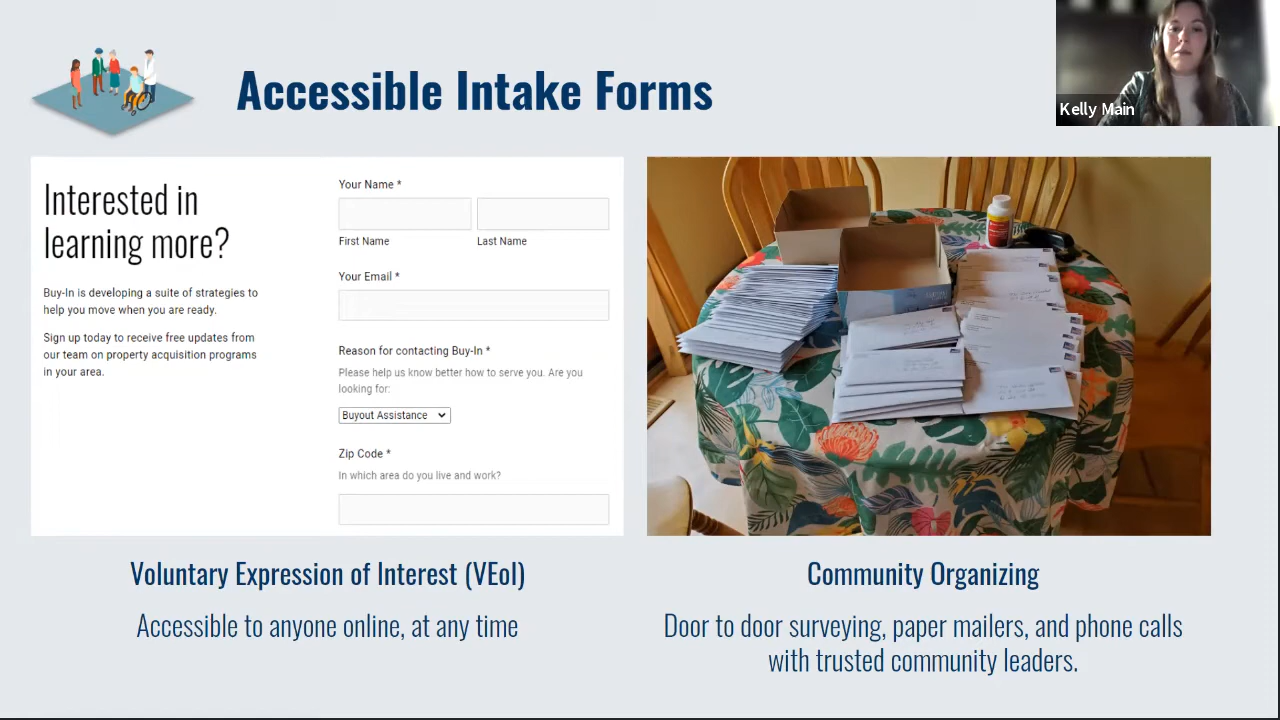 Accessible Intake Forms
Kelly Main
Interested in
learning more?
Buy-In is developing a suite of strategies to
help you move when you are ready.
Sign up today to receive free updates from
our team on property acquisition programs
in your area.
Your Name *
First Name
Last Name
Your Email *
Reason for contacting Buy-In *
Please help us know better how to serve you. Are you
looking for:
Buyout Assistance
Zip Code *
In which area do you live and work?
Voluntary Expression of Interest (VEoI)
Accessible to anyone online, at any time
Community Organizing
Door to door surveying, paper mailers, and phone calls
with trusted community leaders.